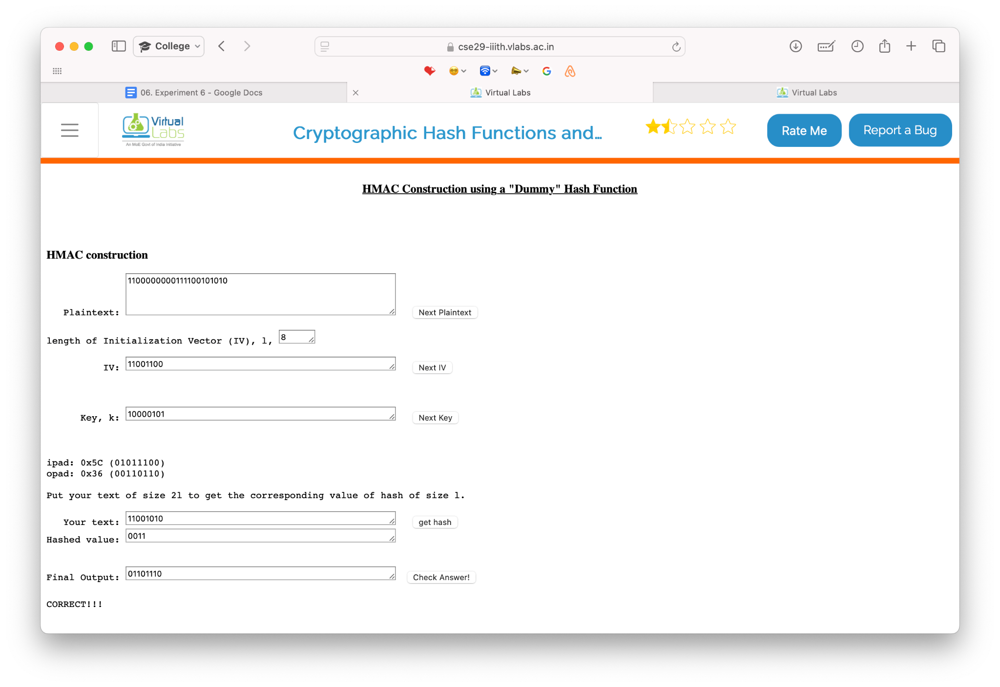 College
cse29-iiith.vlabs.ac.in
06. Experiment 6 - Google Docs
Virtual Labs
Virtual Labs
Virtual Labs
An MoE Govt of India Initiative
Cryptographic Hash Functions and...
Rate Me
Report a Bug
HMAC Construction using a "Dummy" Hash Function
HMAC construction
Plaintext: 1100000000111100101010
Next Plaintext
length of Initialization Vector (IV), l, 8
IV: 11001100
Next IV
Key, k: 10000101
Next Key
ipad: 0x5C (01011100)
opad: 0x36 (00110110)
Put your text of size 2l to get the corresponding value of hash of size l.
Your text: 11001010
get hash
Hashed value: 0011
Final Output: 01101110
Check Answer!
CORRECT!!!